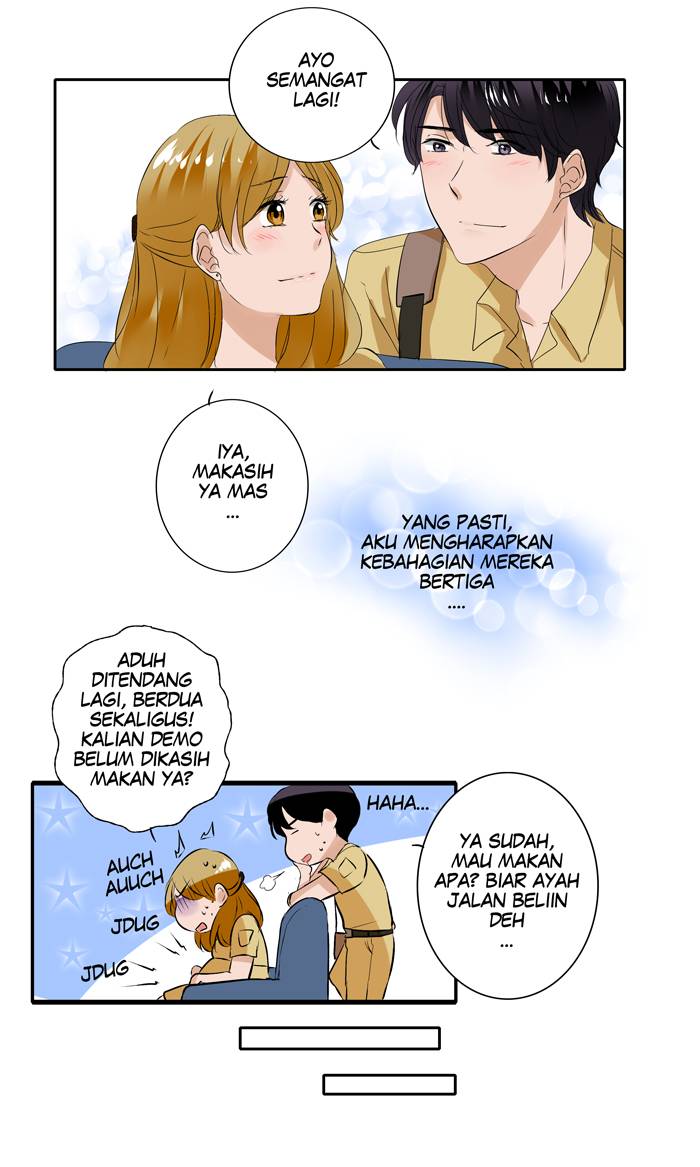 AYO
SEMANGAT
LAGI!
IYA,
MAKASIH
YA MAS
...
YANG PASTI,
AKU MENGHARAPKAN
KEBAHAGIAN MEREKA
BERTIGA
....
ADUH
DITENDANG
LAGI, BERDUA
SEKALIGUS!
KALIAN DEMO
BELUM DIKASIH
MAKAN YA?
HAHA...
AUCH
AUUCH
JDUG
JDUG
YA SUDAH,
MAU MAKAN
APA? BIAR AYAH
JALAN BELIIN
DEH
...